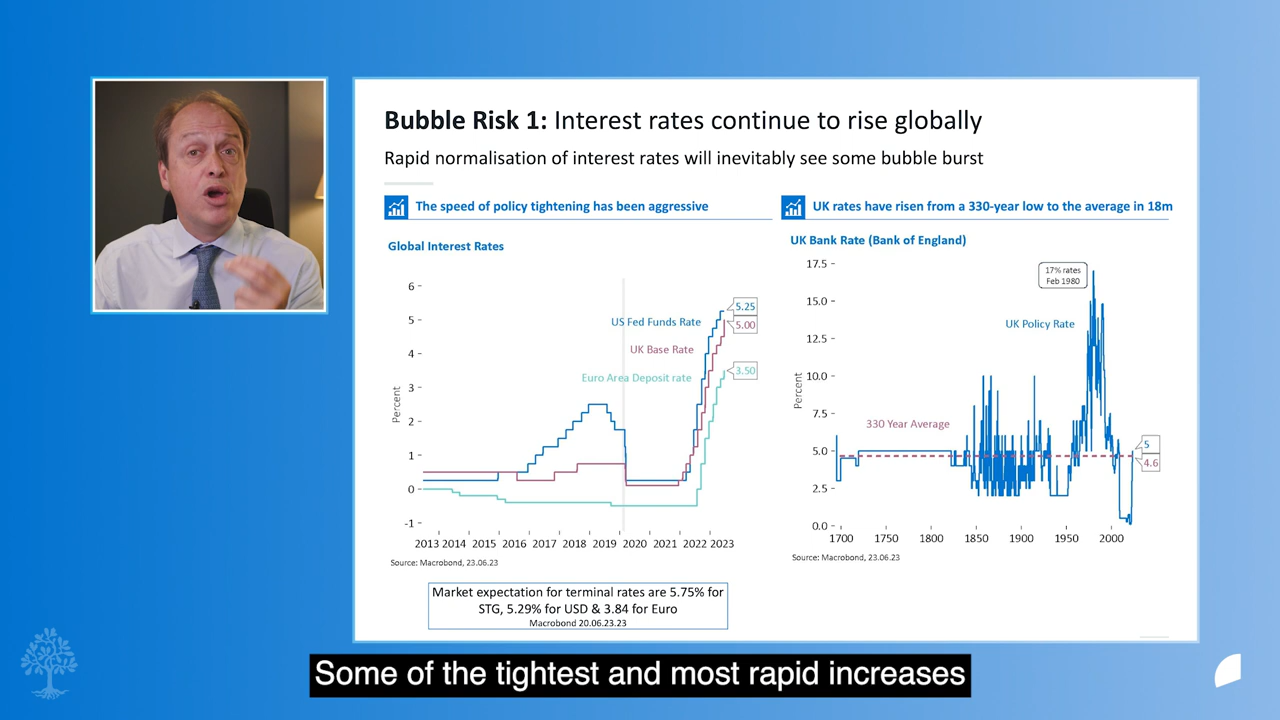 Bubble Risk 1: Interest rates continue to rise globally
Rapid normalisation of interest rates will inevitably see some bubble burst
The speed of policy tightening has been aggressive
Global Interest Rates
6
5
4
3
2
1
0
-1
Percent
US Fed Funds Rate
UK Base Rate
Euro Area Deposit rate
5.25
5.00
3.50
2013 2014 2015 2016 2017 2018 2019 2020 2021 2022 2023
Source: Macrobond, 23.06.23
Market expectation for terminal rates are 5.75% for
STG, 5.29% for USD & 3.84 for Euro
Macrobond 20.06.23.23
UK rates have risen from a 330-year low to the average in 18m
UK Bank Rate (Bank of England)
17.5
15.0
12.5
10.0
7.5
5.0
2.5
0.0
Percent
17% rates
Feb 1980
UK Policy Rate
330 Year Average
5
4.6
1700 1750 1800 1850 1900 1950 2000
Source: Macrobond, 23.06.23
Some of the tightest and most rapid increases